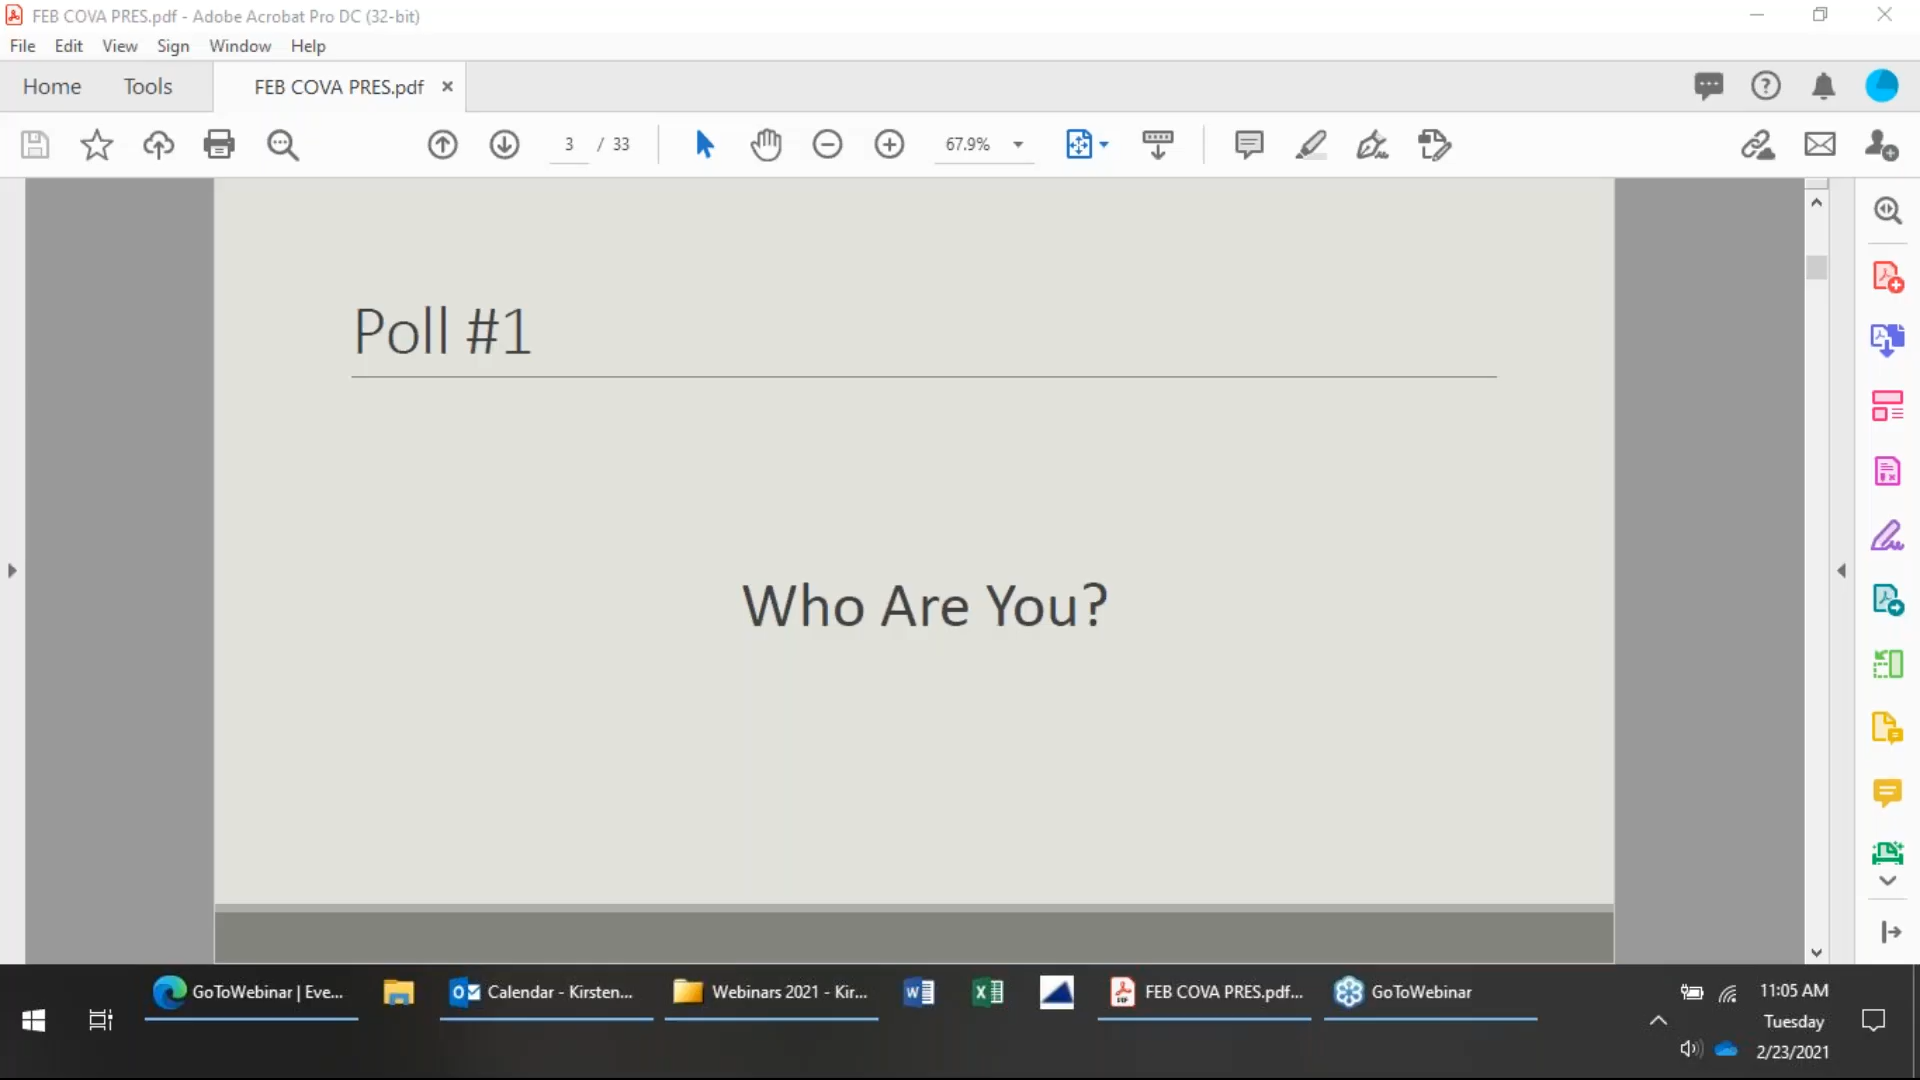 FEB COVA PRES.pdf - Adobe Acrobat Pro DC (32-bit)
File Edit View Sign Window Help
Home Tools FEB COVA PRES.pdf ×
3 / 33 67.9%
Poll #1
Who Are You?
GoToWebinar | Eve... Calendar - Kirsten... Webinars 2021 - Kir... FEB COVA PRES.pdf... GoToWebinar
11:05 AM
Tuesday
2/23/2021